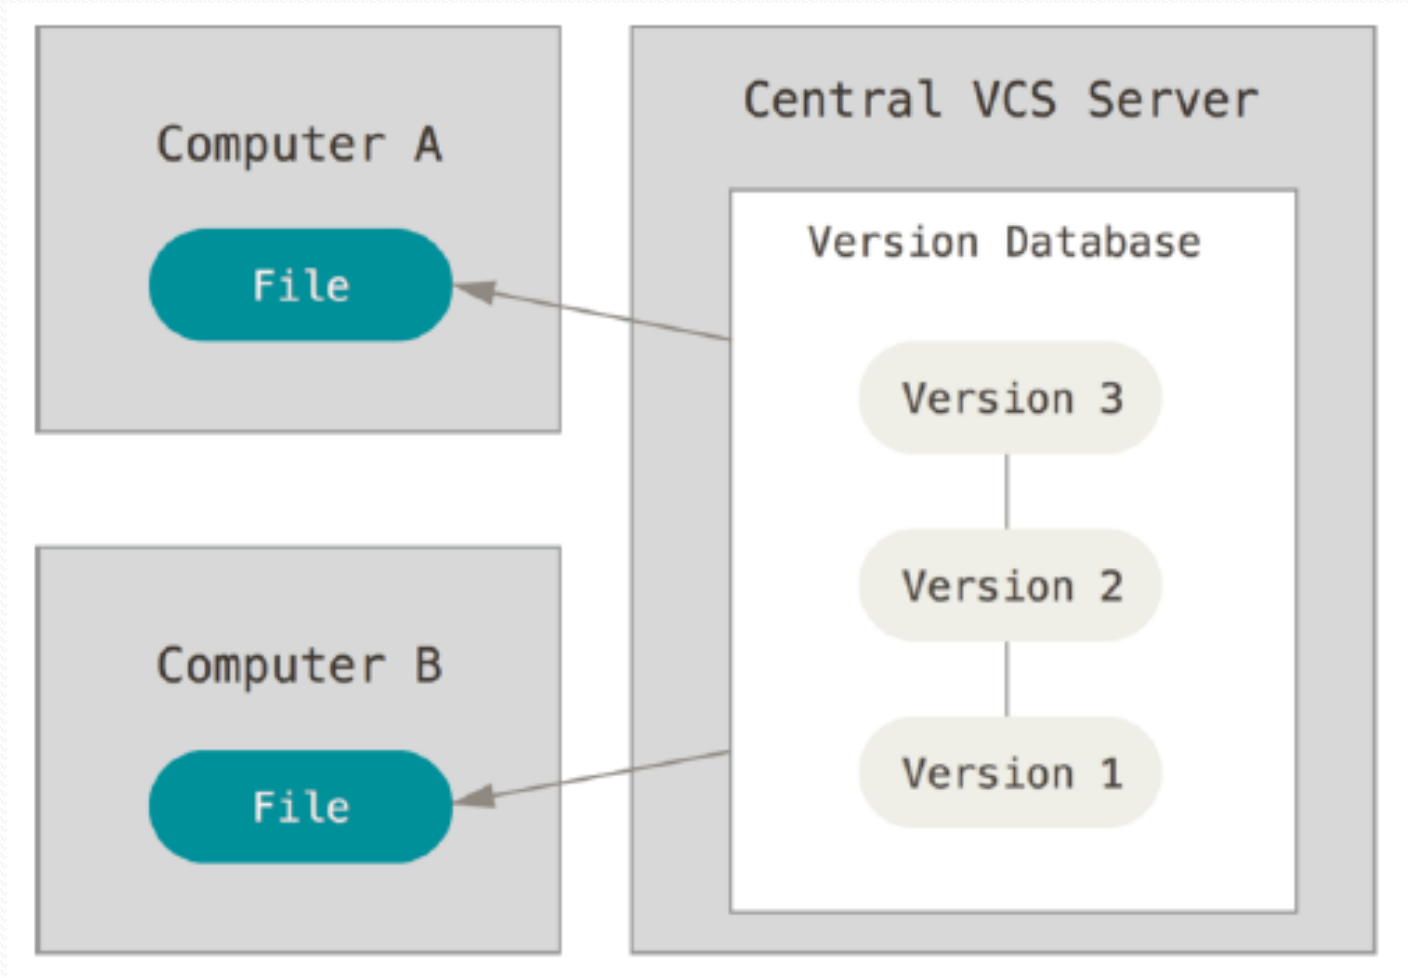 Computer A
File
Computer B
File
Central VCS Server
Version Database
Version 3
Version 2
Version 1